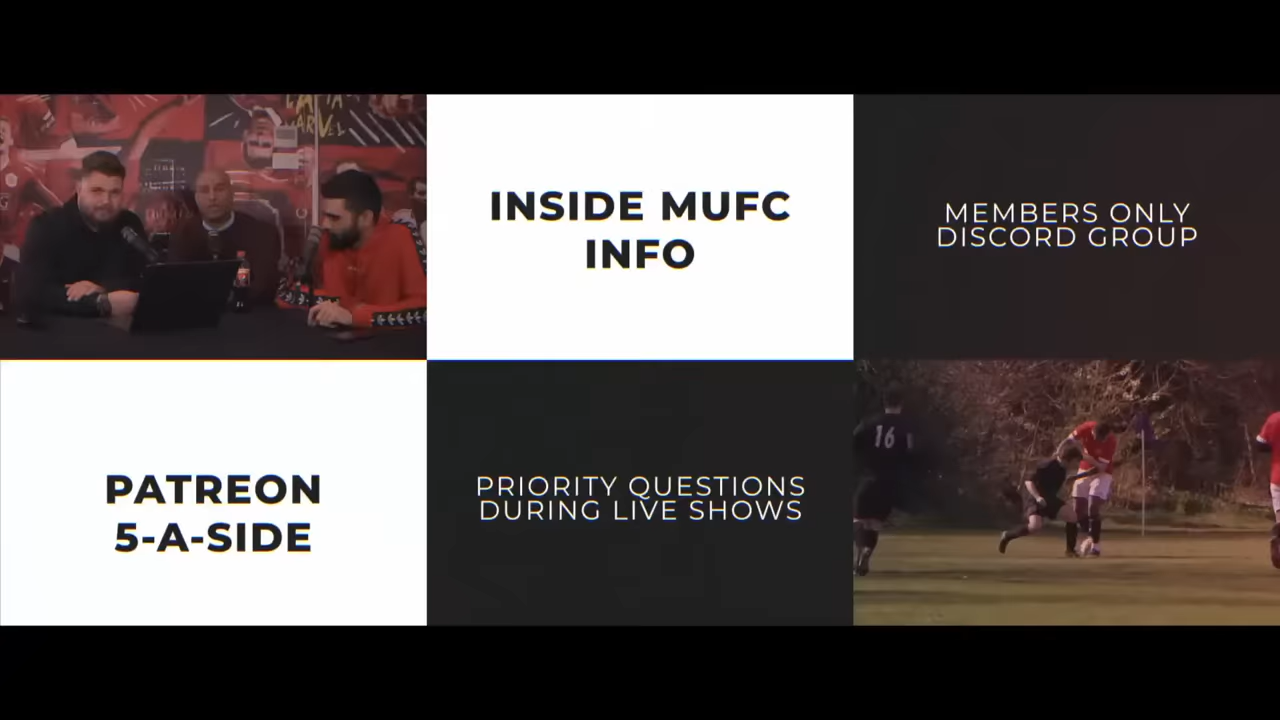 INSIDE MUFC
INFO
MEMBERS ONLY
DISCORD GROUP
PATREON
5-A-SIDE
PRIORITY QUESTIONS
DURING LIVE SHOWS
16